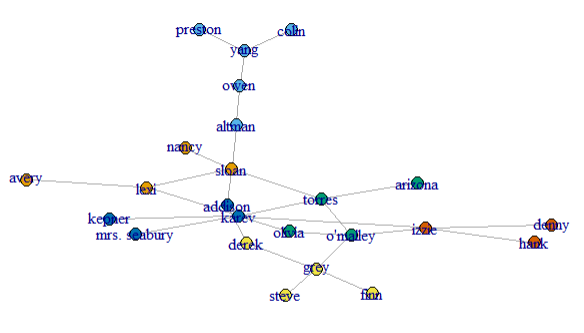 preston
colin
yang
owen
altman
nancy
sloan
avery
lexi
arizona
torres
addison
karev
kepner
mrs. seabury
olivia
o'malley
izzie
denny
hank
derek
grey
steve
finn